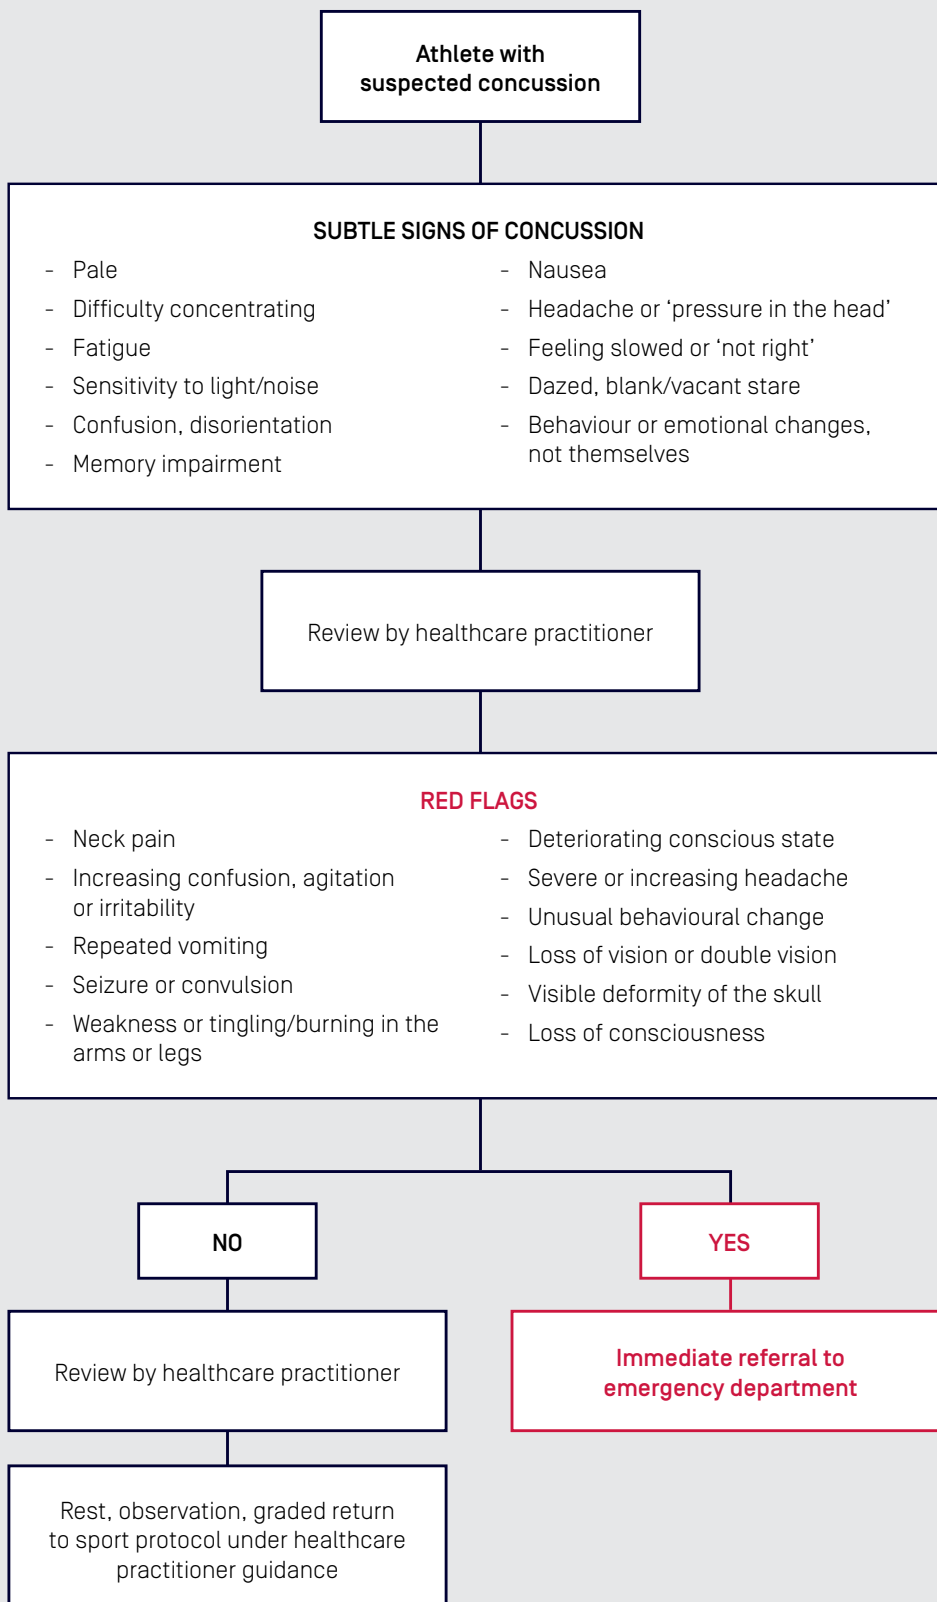 Athlete with
suspected concussion
SUBTLE SIGNS OF CONCUSSION
- Pale
- Difficulty concentrating
- Fatigue
- Sensitivity to light/noise
- Confusion, disorientation
- Memory impairment
- Nausea
- Headache or ‘pressure in the head’
- Feeling slowed or ‘not right’
- Dazed, blank/vacant stare
- Behaviour or emotional changes,
not themselves
Review by healthcare practitioner
RED FLAGS
- Neck pain
- Increasing confusion, agitation
or irritability
- Repeated vomiting
- Seizure or convulsion
- Weakness or tingling/burning in the
arms or legs
- Deteriorating conscious state
- Severe or increasing headache
- Unusual behavioural change
- Loss of vision or double vision
- Visible deformity of the skull
- Loss of consciousness
NO
YES
Review by healthcare practitioner
Immediate referral to
emergency department
Rest, observation, graded return
to sport protocol under healthcare
practitioner guidance